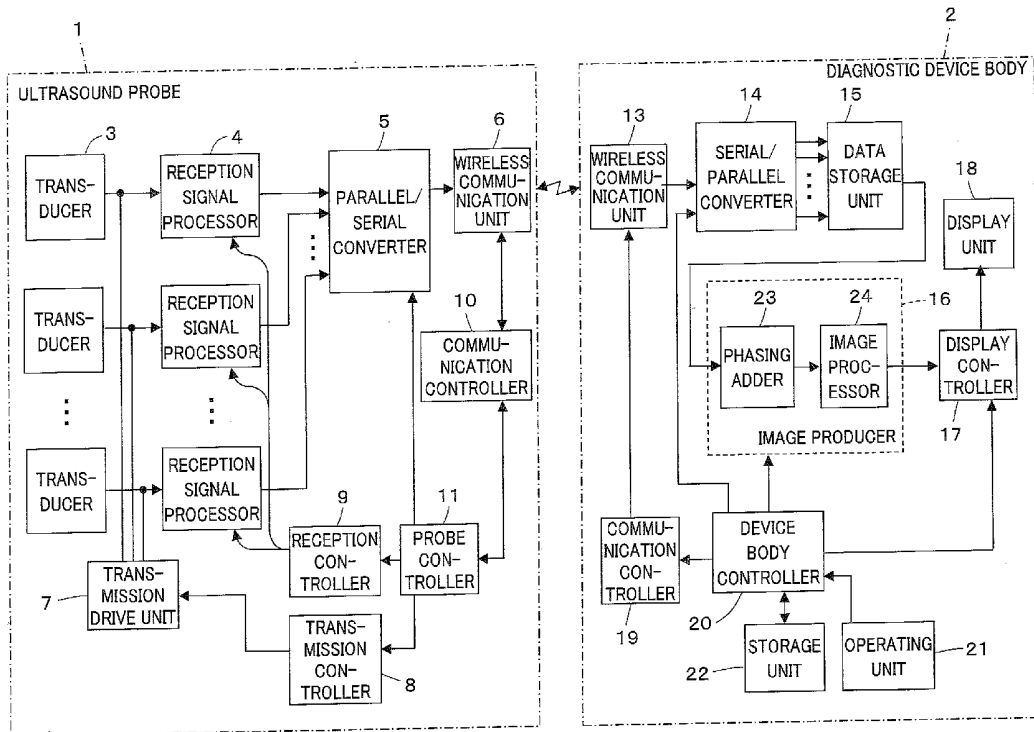 1
2
ULTRASOUND PROBE
DIAGNOSTIC DEVICE BODY
3
4
5
6
13
14
15
18
TRANS-
DUCER
RECEPTION
SIGNAL
PROCESSOR
PARALLEL/
SERIAL
CONVERTER
WIRELESS
COMMU-
NICATION
UNIT
WIRELESS
COMMU-
NICATION
UNIT
SERIAL/
PARALLEL
CONVERTER
DATA
STORAGE
UNIT
DISPLAY
UNIT
TRANS-
DUCER
RECEPTION
SIGNAL
PROCESSOR
10
COMMU-
NICATION
CONTROLLER
23
24
16
PHASING
ADDER
IMAGE
PROC-
ESSOR
IMAGE PRODUCER
DISPLAY
CON-
TROLLER
17
TRANS-
DUCER
RECEPTION
SIGNAL
PROCESSOR
9
11
RECEPTION
CON-
TROLLER
PROBE
CON-
TROLLER
7
TRANS-
MISSION
DRIVE UNIT
TRANS-
MISSION
CON-
TROLLER
8
COMMU-
NICATION
CON-
TROLLER
19
DEVICE
BODY
CONTROLLER
20
STORAGE
UNIT
22
OPERATING
UNIT
21